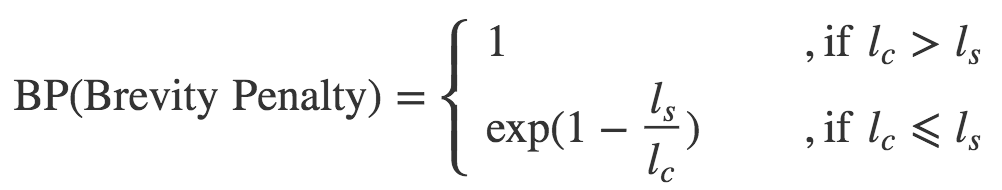 BP(Brevity Penalty) = { 1 , if l_c > l_s
exp(1 − l_s/l_c) , if l_c ⩽ l_s